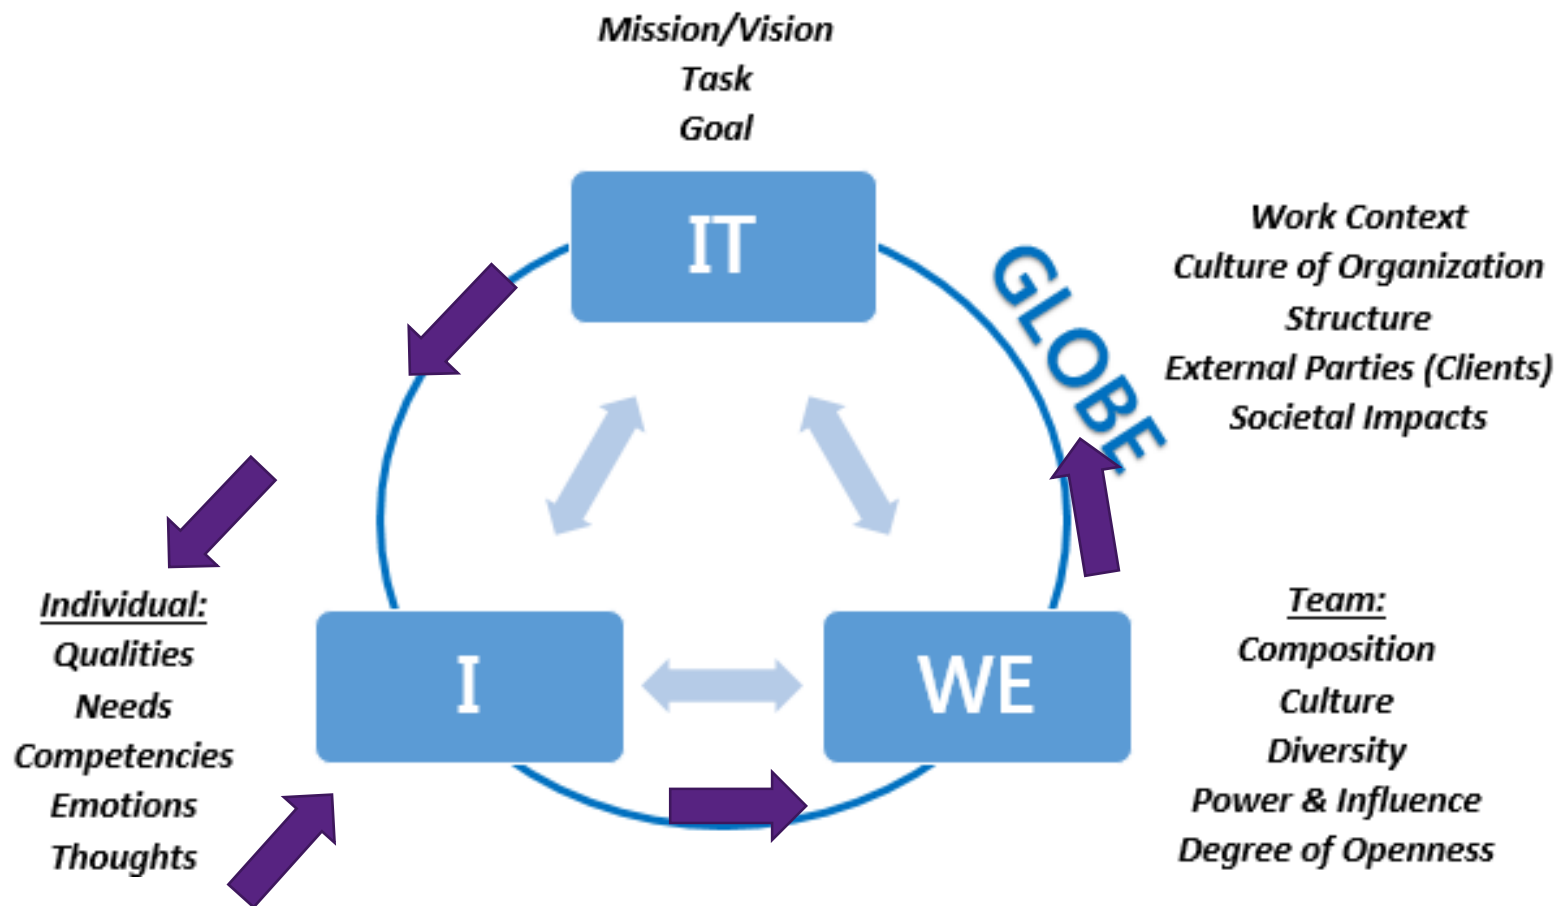 Mission/Vision
Task
Goal
IT
GLOBE
Work Context
Culture of Organization
Structure
External Parties (Clients)
Societal Impacts
Individual:
Qualities
Needs
Competencies
Emotions
Thoughts
I
WE
Team:
Composition
Culture
Diversity
Power & Influence
Degree of Openness